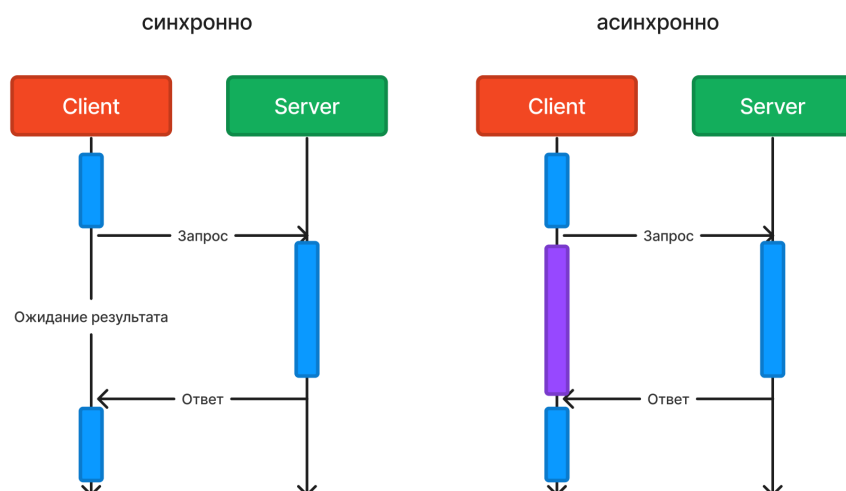 синхронно
асинхронно
Client
Server
Client
Server
Запрос
Запрос
Ожидание результата
Ответ
Ответ